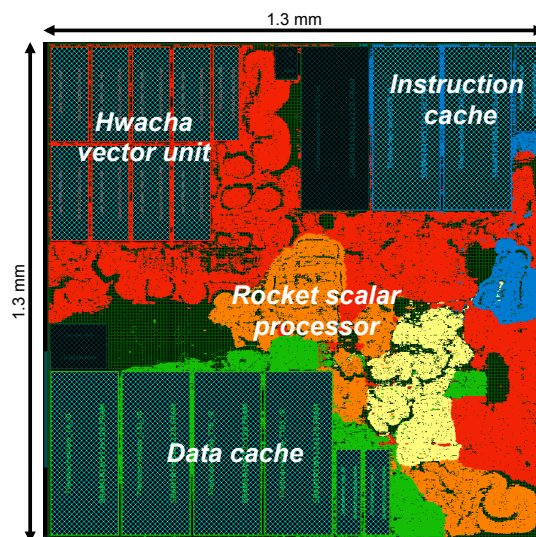 1.3 mm
1.3 mm
Instruction
cache
Hwacha
vector unit
Rocket scalar
processor
Data cache